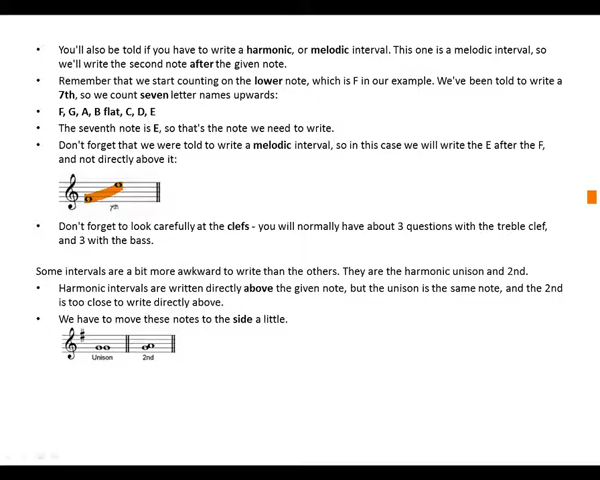 • You'll also be told if you have to write a harmonic, or melodic interval. This one is a melodic interval, so
we'll write the second note after the given note.
• Remember that we start counting on the lower note, which is F in our example. We've been told to write a
7th, so we count seven letter names upwards:
• F, G, A, B flat, C, D, E
• The seventh note is E, so that's the note we need to write.
• Don't forget that we were told to write a melodic interval, so in this case we will write the E after the F,
and not directly above it:
7th
• Don't forget to look carefully at the clefs - you will normally have about 3 questions with the treble clef,
and 3 with the bass.
Some intervals are a bit more awkward to write than the others. They are the harmonic unison and 2nd.
• Harmonic intervals are written directly above the given note, but the unison is the same note, and the 2nd
is too close to write directly above.
• We have to move these notes to the side a little.
Unison 2nd